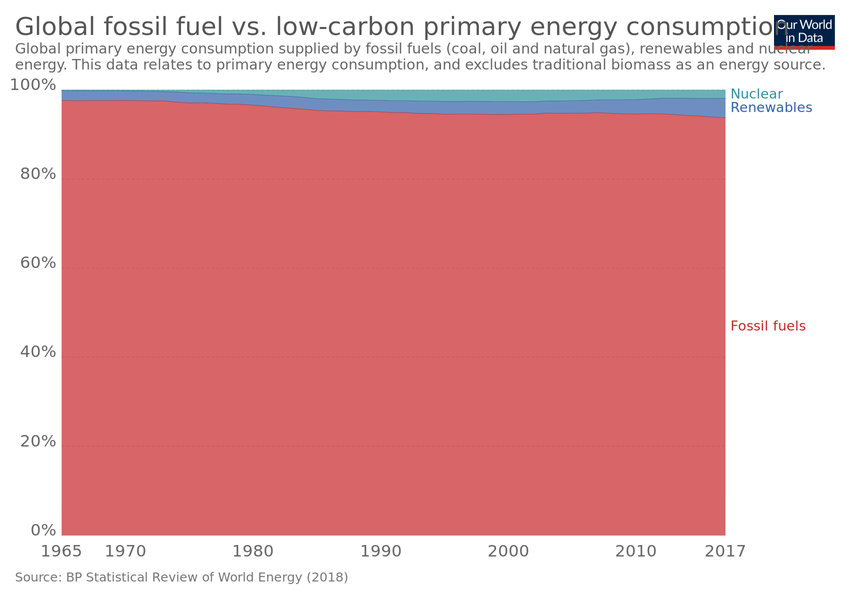 Global fossil fuel vs. low-carbon primary energy consumption
Our World
in Data
Global primary energy consumption supplied by fossil fuels (coal, oil and natural gas), renewables and nuclear
energy. This data relates to primary energy consumption, and excludes traditional biomass as an energy source.
100%
Nuclear
Renewables
80%
60%
Fossil fuels
40%
20%
0%
1965 1970 1980 1990 2000 2010 2017
Source: BP Statistical Review of World Energy (2018)